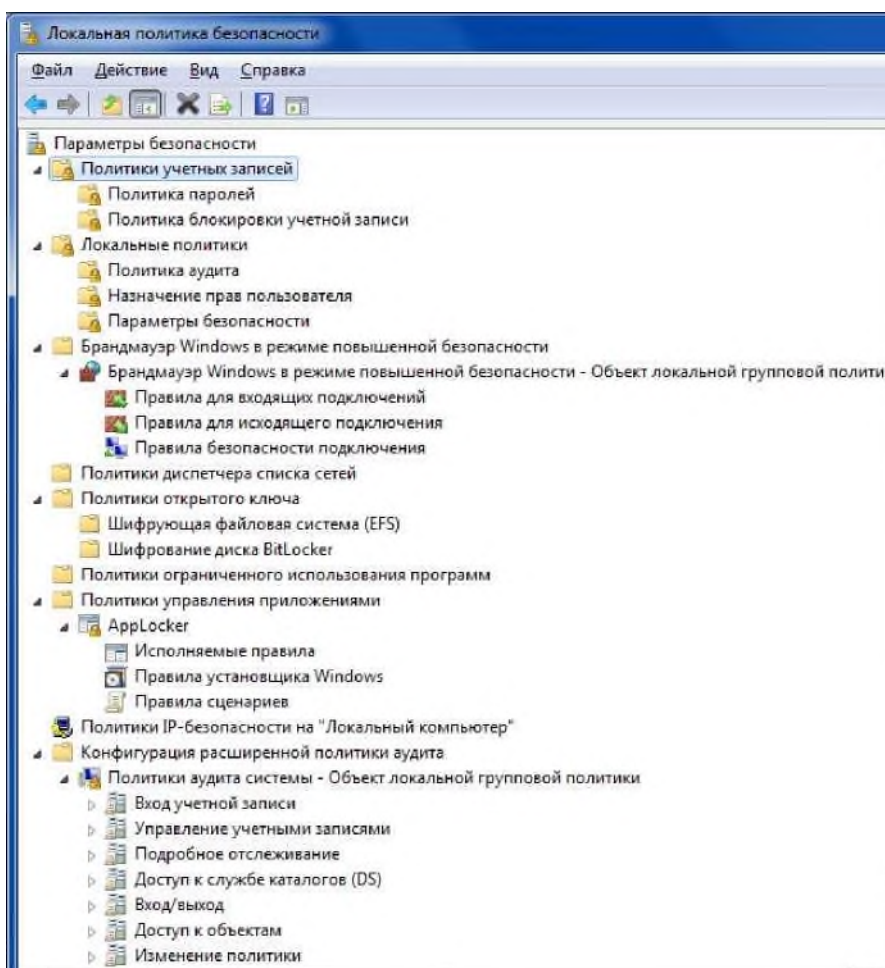 Локальная политика безопасности
Файл Действие Вид Справка
Параметры безопасности
Политики учетных записей
Политика паролей
Политика блокировки учетной записи
Локальные политики
Политика аудита
Назначение прав пользователя
Параметры безопасности
Брандмауэр Windows в режиме повышенной безопасности
Брандмауэр Windows в режиме повышенной безопасности - Объект локальной групповой полити
Правила для входящих подключений
Правила для исходящего подключения
Правила безопасности подключения
Политики диспетчера списка сетей
Политики открытого ключа
Шифрующая файловая система (EFS)
Шифрование диска BitLocker
Политики ограниченного использования программ
Политики управления приложениями
AppLocker
Исполняемые правила
Правила установщика Windows
Правила сценариев
Политики IP-безопасности на "Локальный компьютер"
Конфигурация расширенной политики аудита
Политики аудита системы - Объект локальной групповой политики
Вход учетной записи
Управление учетными записями
Подробное отслеживание
Доступ к службе каталогов (DS)
Вход/выход
Доступ к объектам
Изменение политики